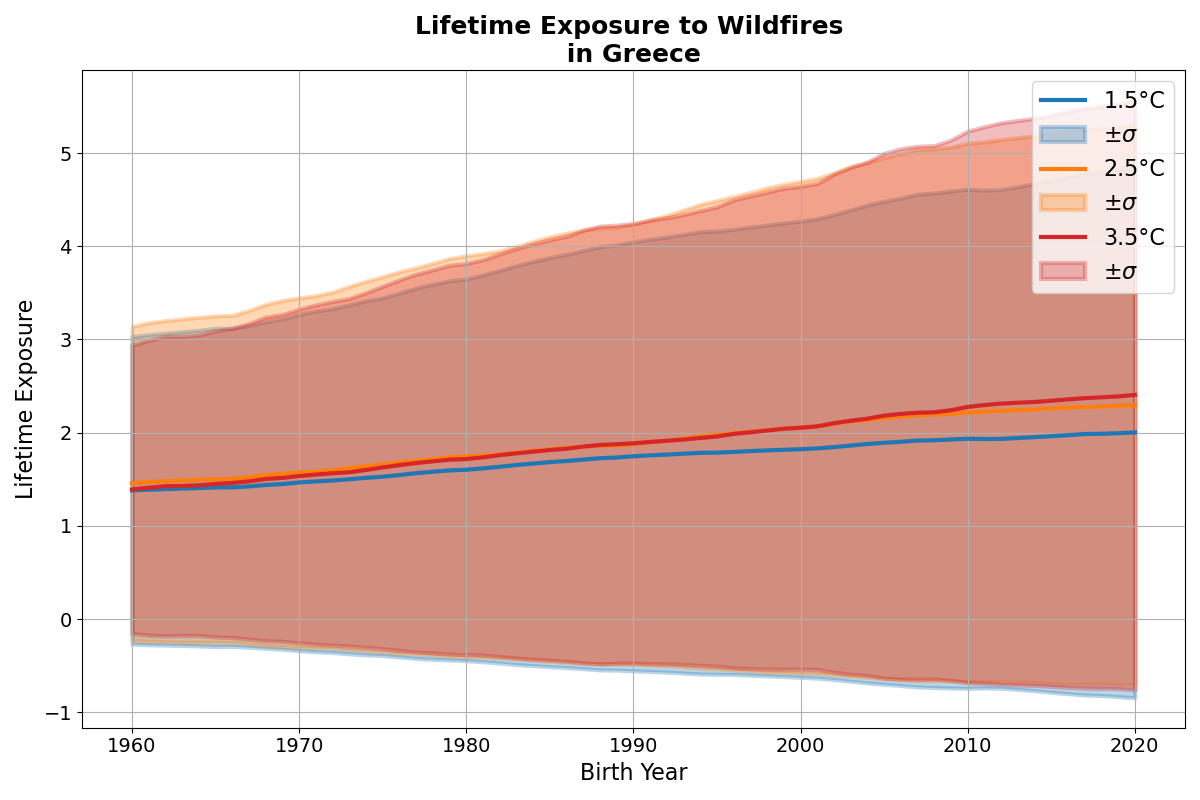 Lifetime Exposure to Wildfires
in Greece
1.5°C
±σ
2.5°C
±σ
3.5°C
±σ
Lifetime Exposure
5
4
3
2
1
0
−1
1960 1970 1980 1990 2000 2010 2020
Birth Year